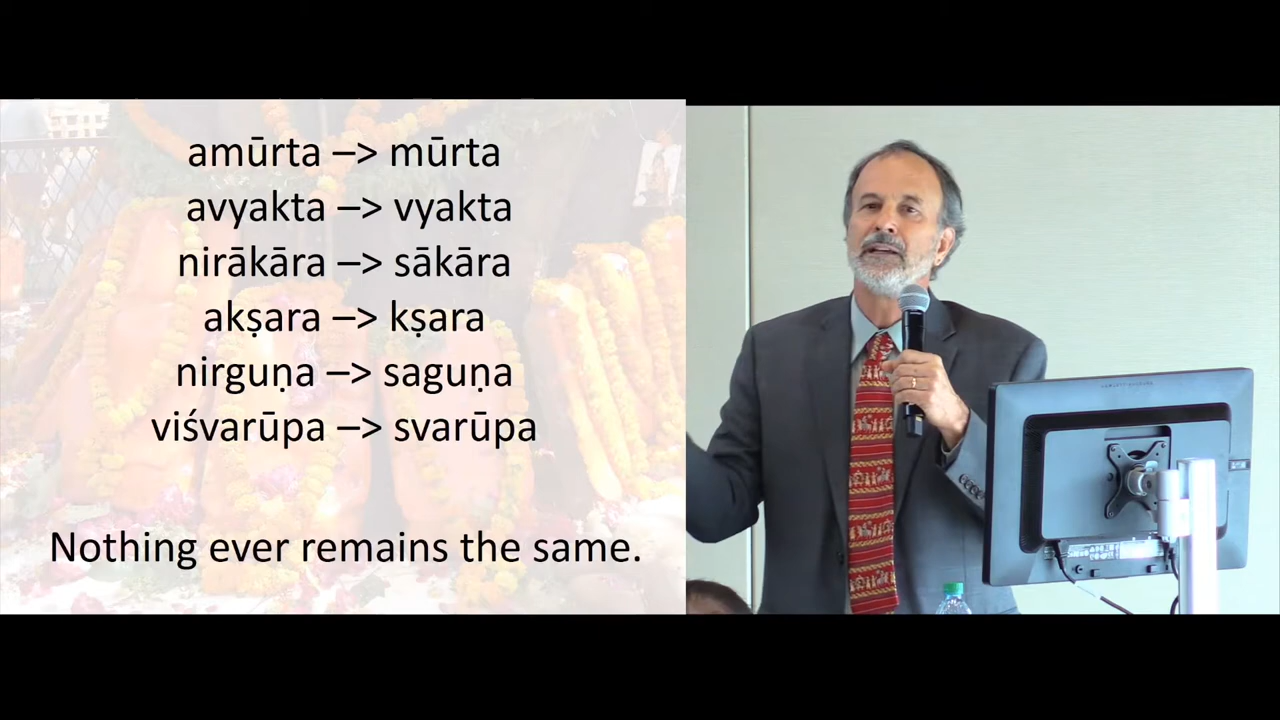 amūrta –> mūrta
avyakta –> vyakta
nirākāra –> sākāra
akṣara –> kṣara
nirguṇa –> saguṇa
viśvarūpa –> svarūpa
Nothing ever remains the same.